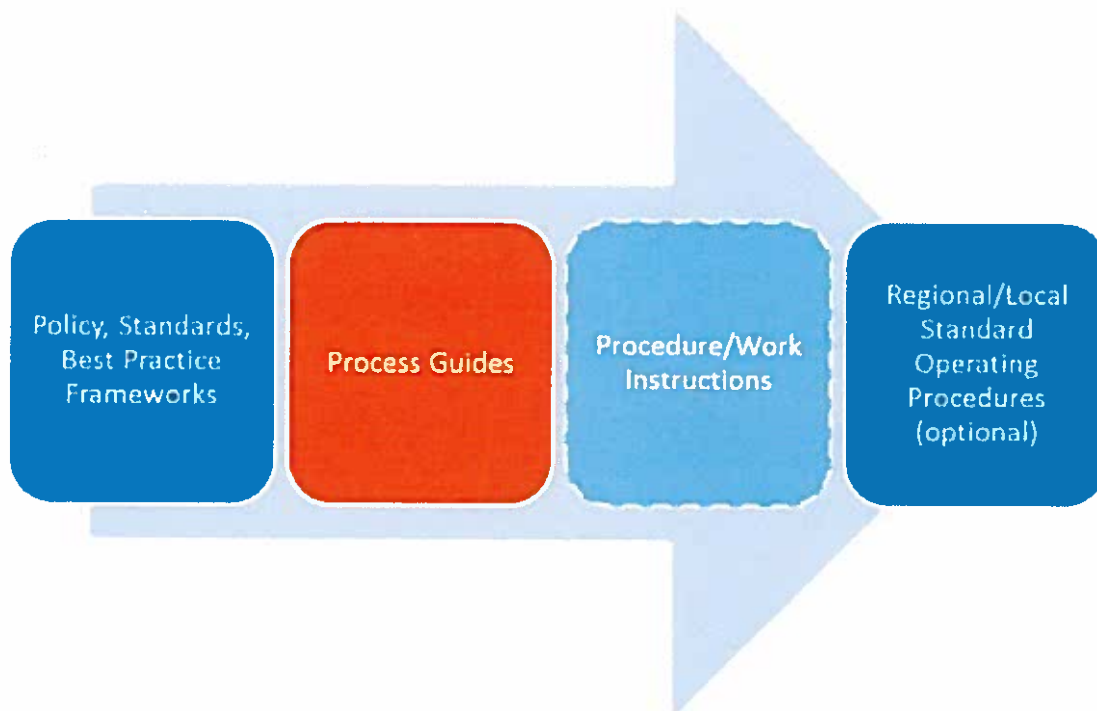 Policy, Standards,
Best Practice
Frameworks
Process Guides
Procedure/Work
Instructions
Regional/Local
Standard
Operating
Procedures
(optional)